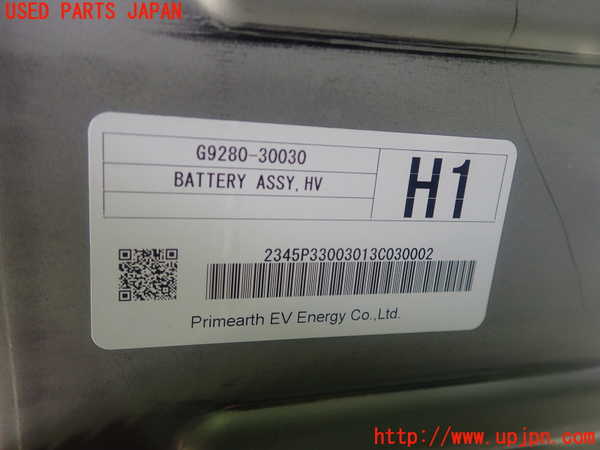 USED PARTS JAPAN
G9280-30030
BATTERY ASSY,HV
H1
2345P33003013C030002
Primearth EV Energy Co.,Ltd.
http://www.upjpn.com/